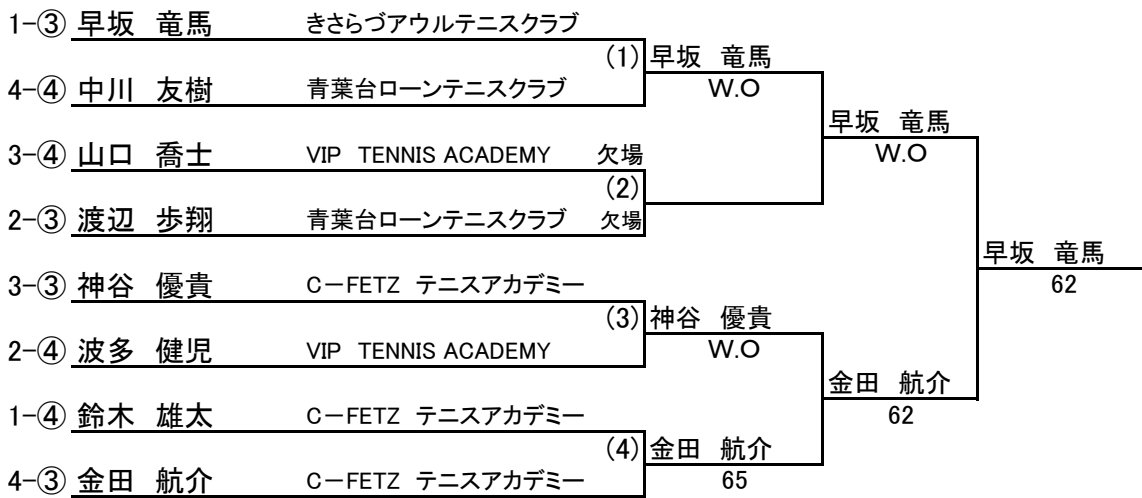 1-③ 早坂 竜馬 きさらづアウルテニスクラブ
(1) 早坂 竜馬
4-④ 中川 友樹 青葉台ローンテニスクラブ
W.O
早坂 竜馬
3-④ 山口 喬士 VIP TENNIS ACADEMY 欠場
W.O
(2)
2-③ 渡辺 歩翔 青葉台ローンテニスクラブ 欠場
早坂 竜馬
3-③ 神谷 優貴 C-FETZ テニスアカデミー
62
(3) 神谷 優貴
2-④ 波多 健児 VIP TENNIS ACADEMY
W.O
金田 航介
1-④ 鈴木 雄太 C-FETZ テニスアカデミー
62
(4) 金田 航介
4-③ 金田 航介 C-FETZ テニスアカデミー
65